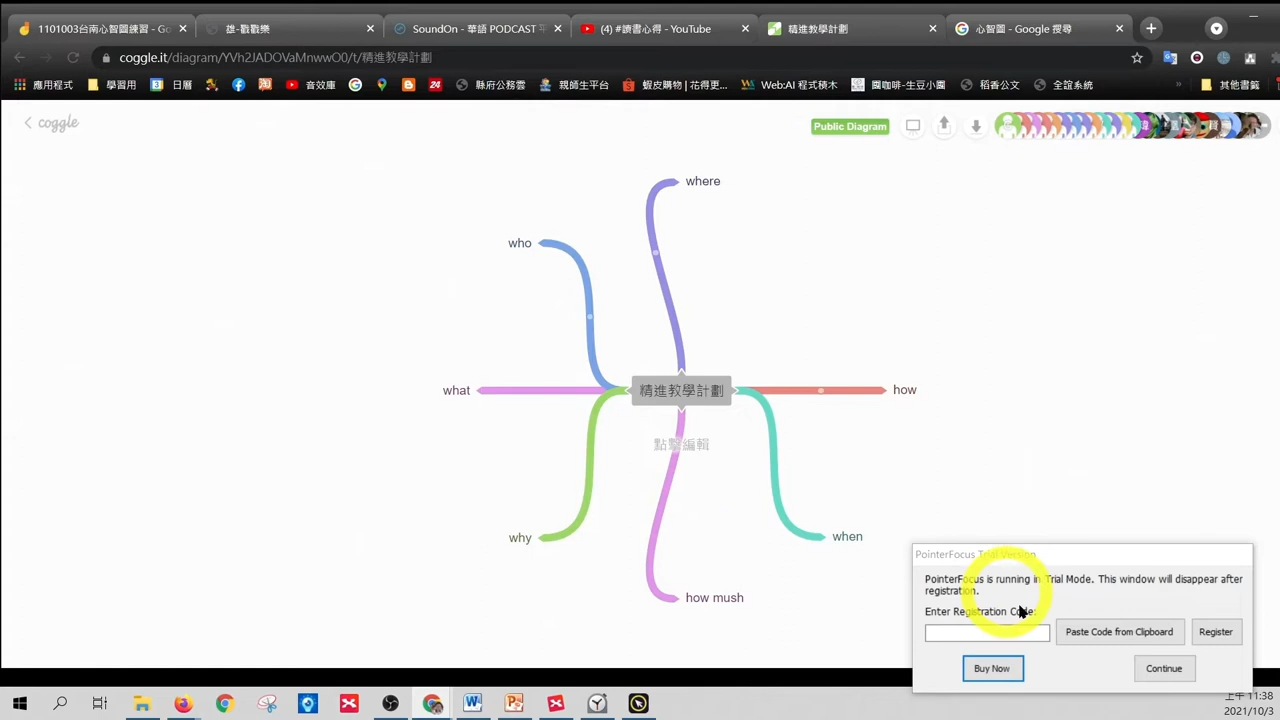 1101003台南心智圖練習 - Go
雄-戳戳樂
SoundOn - 華語 PODCAST 平
(4) #讀書心得 - YouTube
精進教學計劃
心智圖 - Google 搜尋
coggle.it/diagram/YVh2JADOVaMnwwO0/t/精進教學計劃
應用程式
學習用
日曆
音效庫
縣府公務雲
親師生平台
蝦皮購物 | 花得更...
Web:AI 程式積木
園咖啡-生豆小園
稻香公文
全誼系統
»
其他書籤
coggle
Public Diagram
where
who
what
精進教學計劃
how
點擊編輯
why
when
how mush
PointerFocus Trial Version
PointerFocus is running in Trial Mode. This window will disappear after
registration.
Enter Registration Code:
Paste Code from Clipboard
Register
Buy Now
Continue
上午 11:38
2021/10/3